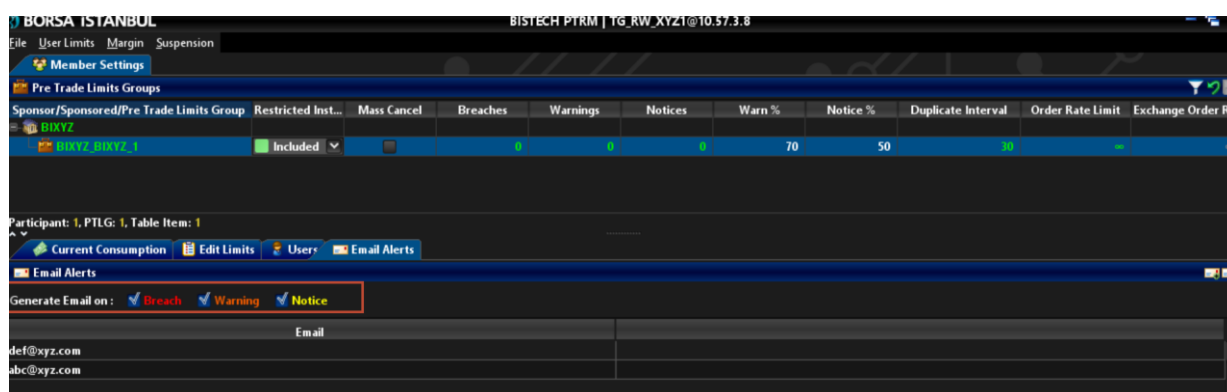 BORSA İSTANBUL BISTECH PTRM | TG_RW_XYZ1@10.57.3.8
File User Limits Margin Suspension
Member Settings
Pre Trade Limits Groups
Sponsor/Sponsored/Pre Trade Limits Group Restricted Inst... Mass Cancel Breaches Warnings Notices Warn % Notice % Duplicate Interval Order Rate Limit Exchange Order R
BIXYZ
BIXYZ_BIXYZ_1 Included 0 0 0 70 50 30 ∞
Participant: 1, PTLG: 1, Table Item: 1
Current Consumption Edit Limits Users Email Alerts
Email Alerts
Generate Email on : Breach Warning Notice
Email
def@xyz.com
abc@xyz.com